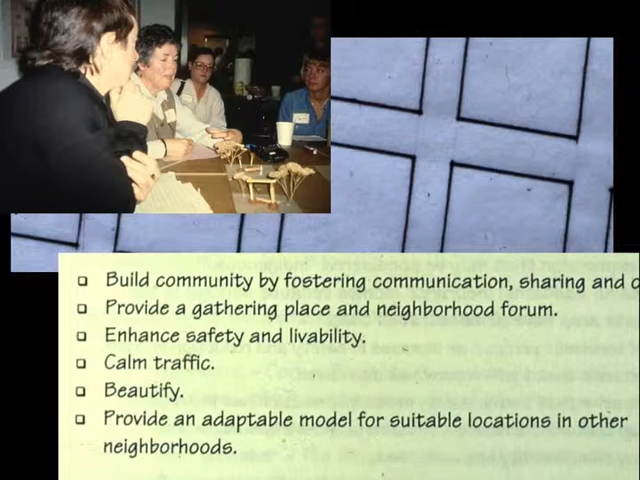 Build community by fostering communication, sharing and
Provide a gathering place and neighborhood forum.
Enhance safety and livability.
Calm traffic.
Beautify.
Provide an adaptable model for suitable locations in other
neighborhoods.